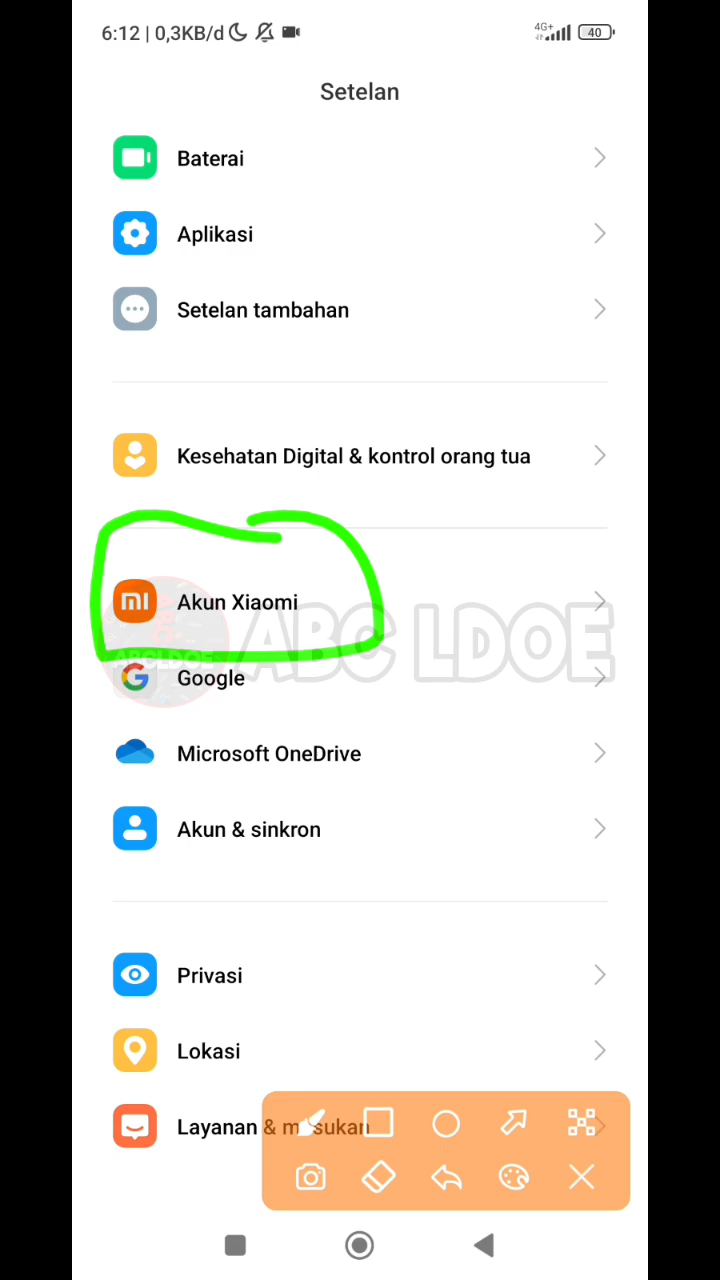 6:12 | 0,3KB/d
4G+
40
Setelan
Baterai
Aplikasi
Setelan tambahan
Kesehatan Digital & kontrol orang tua
Akun Xiaomi
ABC LDOE
ABCLDOE
Google
Microsoft OneDrive
Akun & sinkron
Privasi
Lokasi
Layanan & masukan